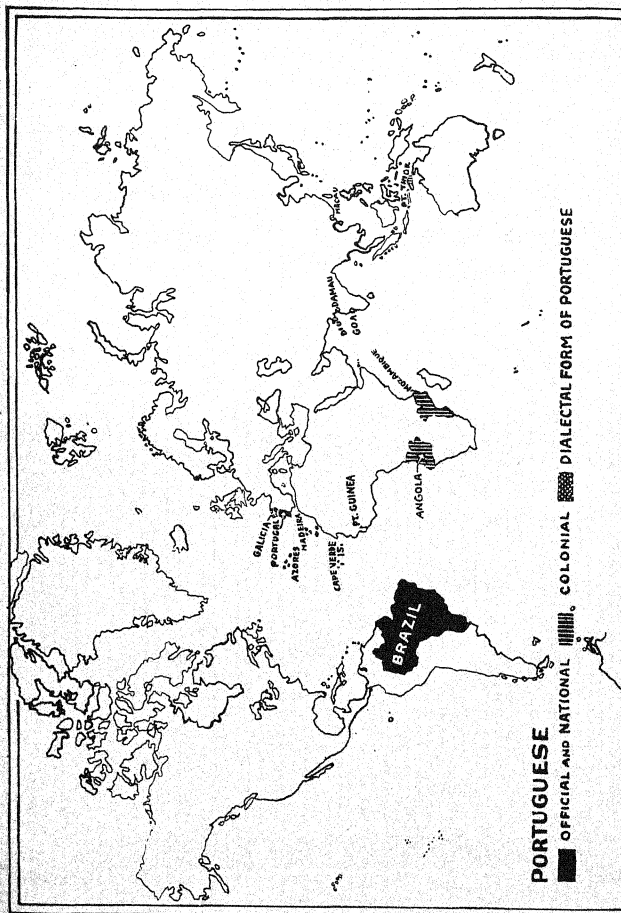 GALICIA
PORTUGAL
AZORES
MADEIRA
CAPE VERDE
IS.
PT. GUINEA
ANGOLA
MOZAMBIQUE
DAMAU
GOA
MACAU
PT. TIMOR
BRAZIL
PORTUGUESE
OFFICIAL AND NATIONAL COLONIAL DIALECTAL FORM OF PORTUGUESE